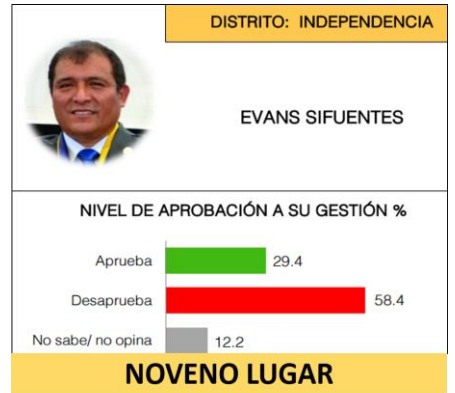 DISTRITO: INDEPENDENCIA
EVANS SIFUENTES
NIVEL DE APROBACIÓN A SU GESTIÓN %
Aprueba 29.4
Desaprueba 58.4
No sabe/ no opina 12.2
NOVENO LUGAR